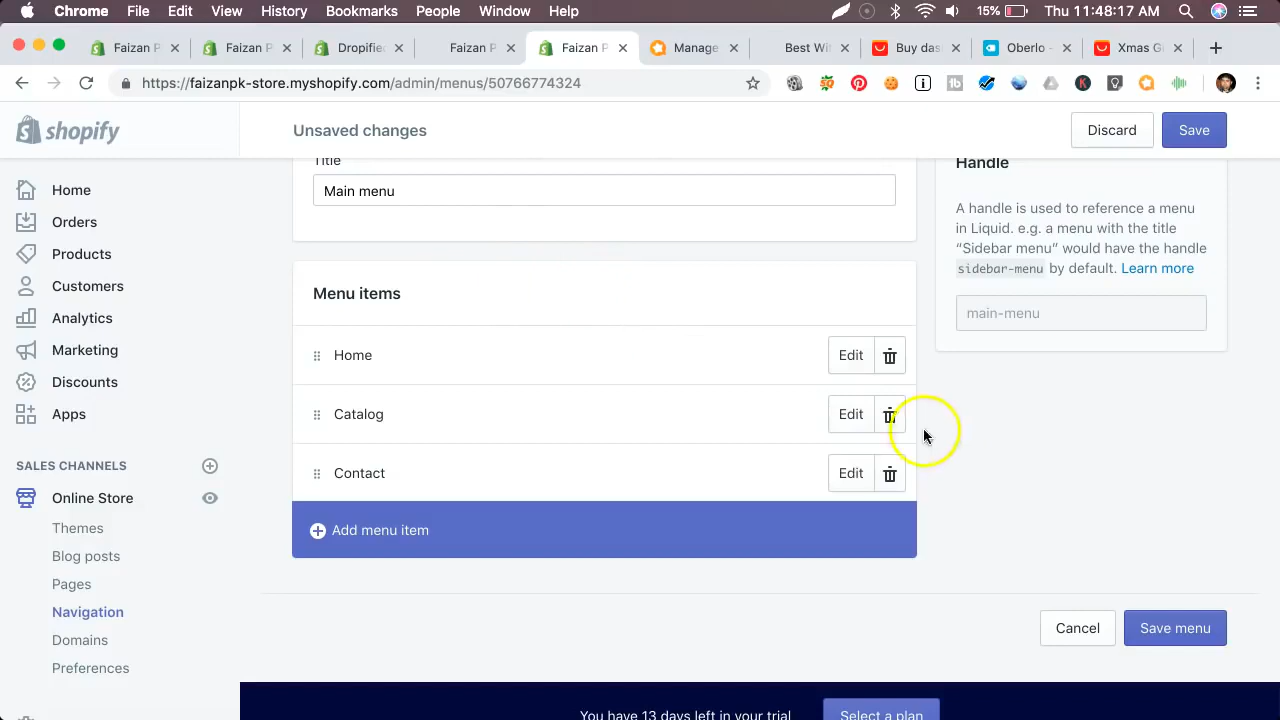 Chrome File Edit View History Bookmarks People Window Help 15% Thu 11:48:17 AM
Faizan P Faizan P Dropifie Faizan P Faizan P Manage Best Wi Buy das Oberlo - Xmas G
https://faizanpk-store.myshopify.com/admin/menus/50766774324
shopify
Unsaved changes
Discard
Save
Home
Orders
Products
Customers
Analytics
Marketing
Discounts
Apps
SALES CHANNELS
Online Store
Themes
Blog posts
Pages
Navigation
Domains
Preferences
Title
Main menu
Menu items
Home Edit
Catalog Edit
Contact Edit
Add menu item
Handle
A handle is used to reference a menu
in Liquid. e.g. a menu with the title
“Sidebar menu” would have the handle
sidebar-menu by default. Learn more
main-menu
Cancel
Save menu
You have 13 days left in your trial
Select a plan